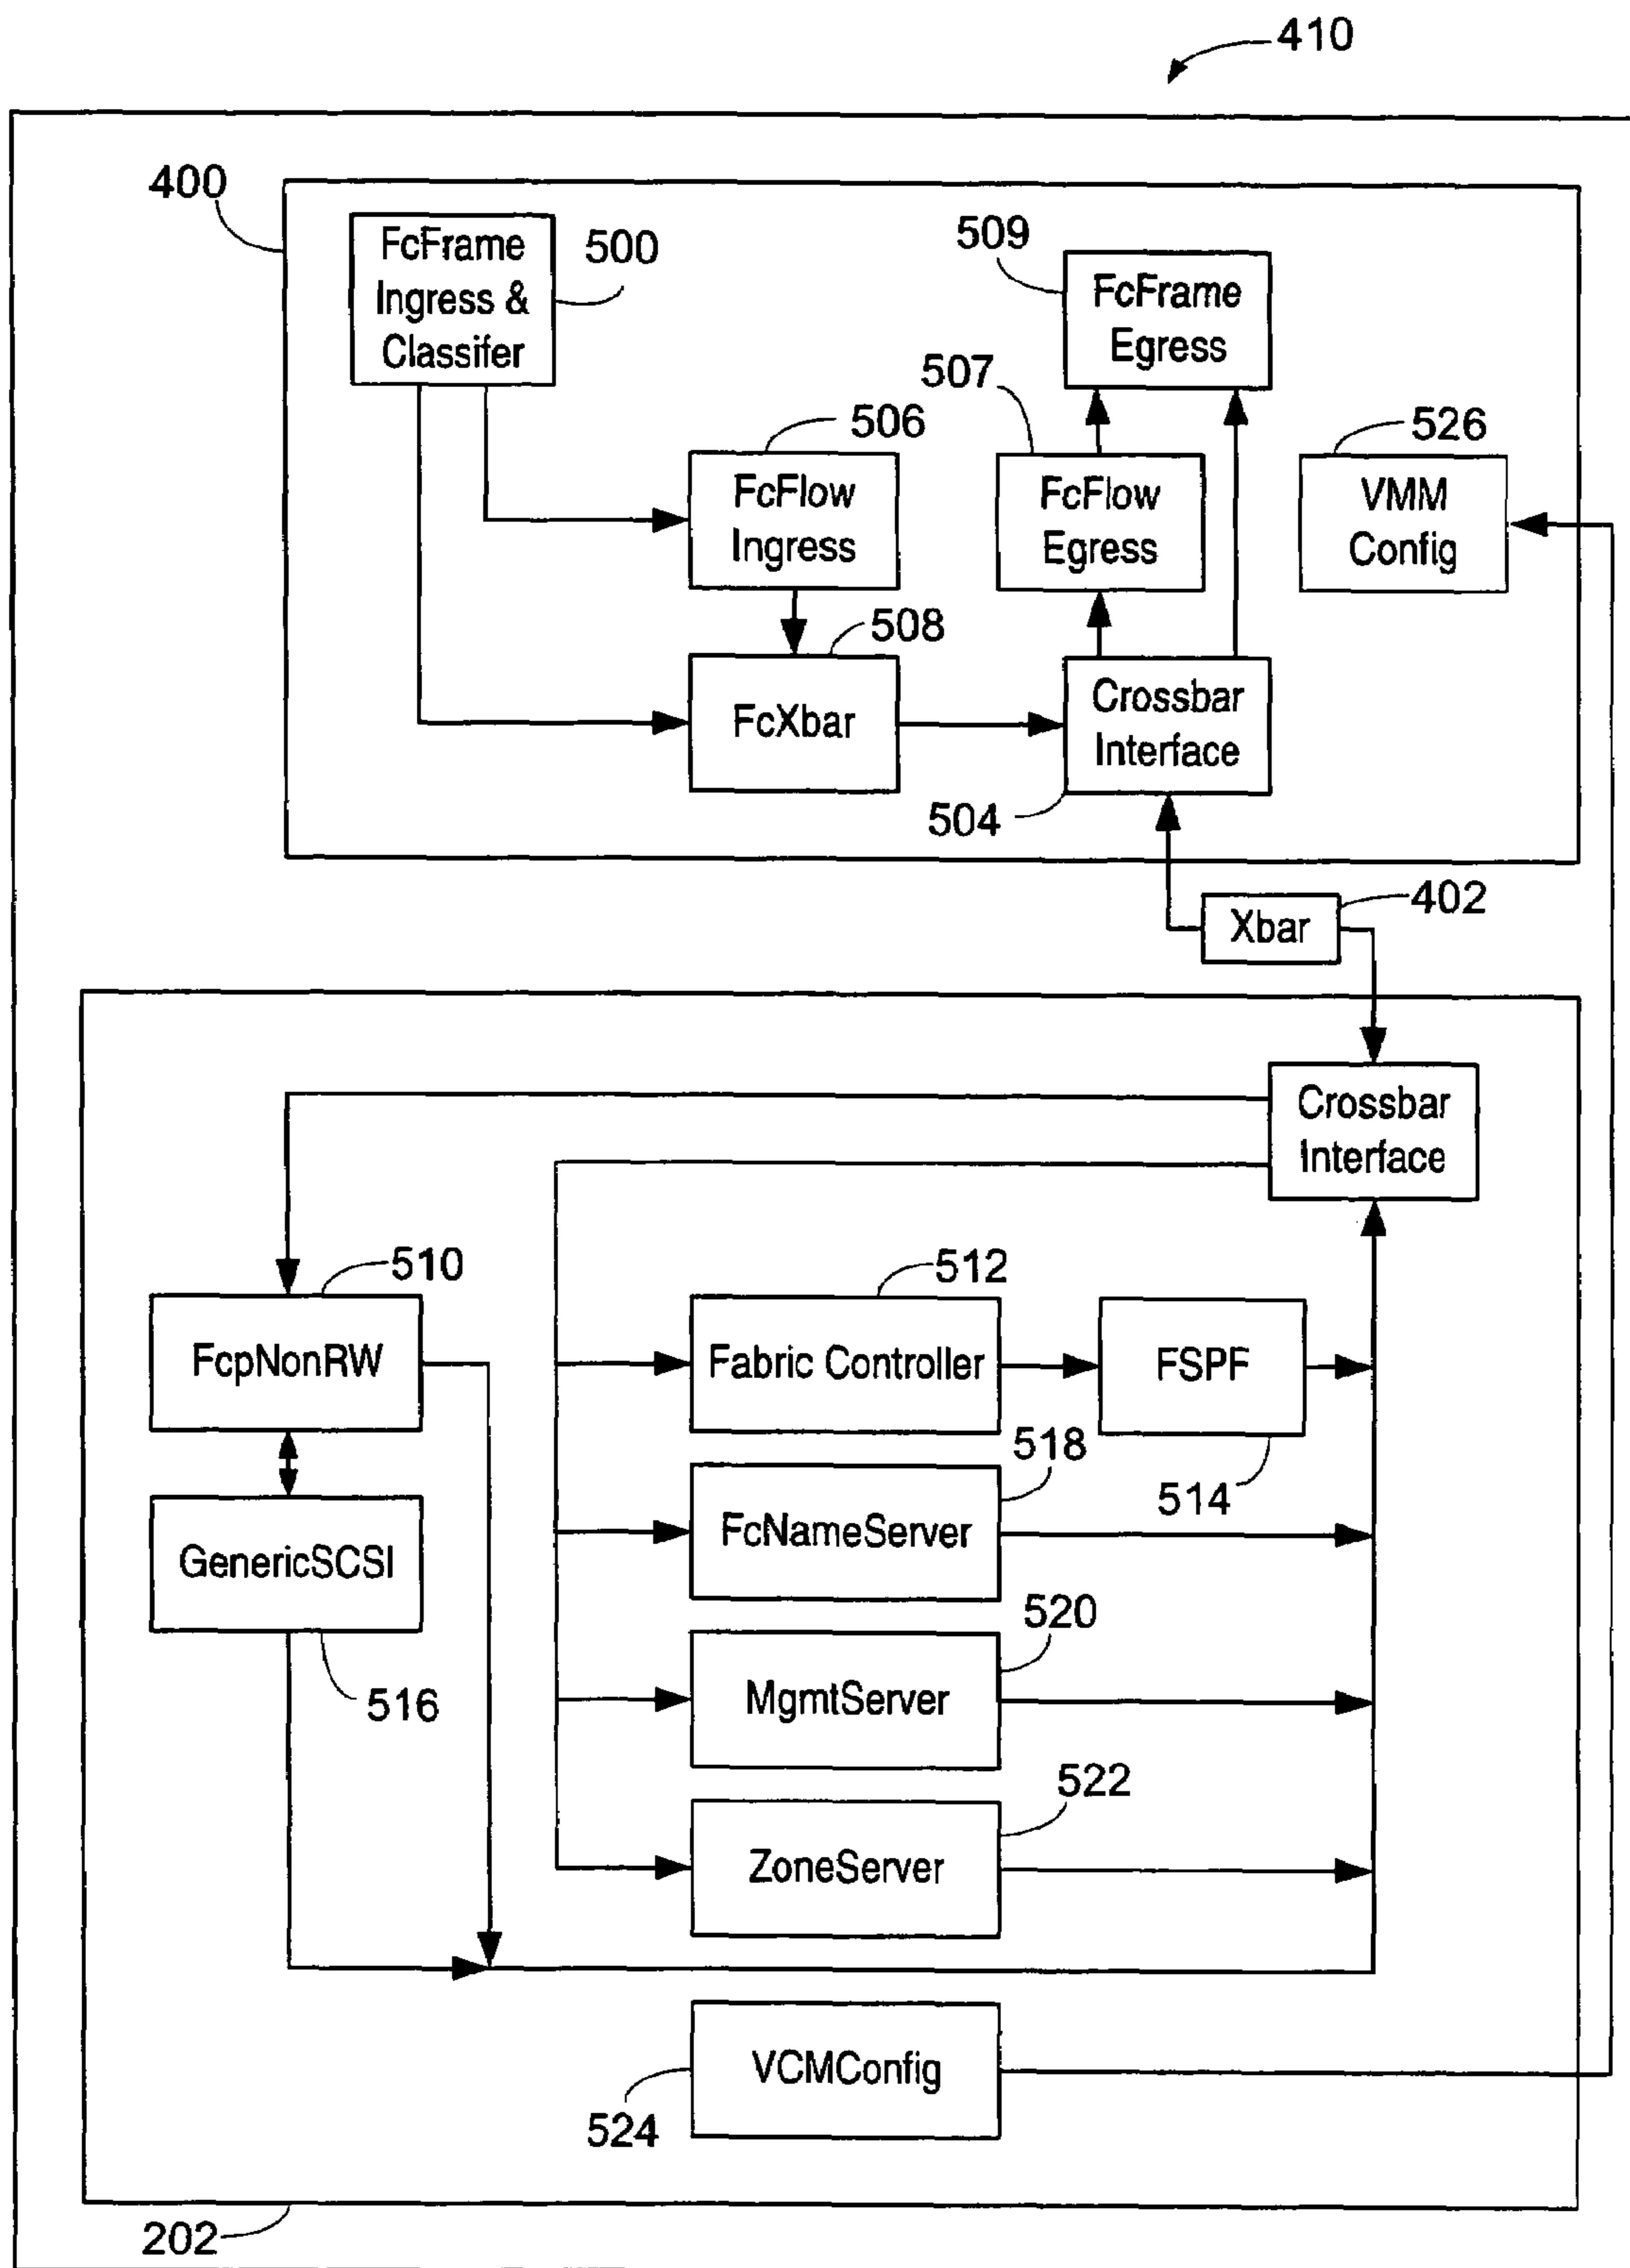 410
400
FcFrame
Ingress &
Classifer
500
509
FcFrame
Egress
507
506
526
FcFlow
Ingress
FcFlow
Egress
VMM
Config
508
FcXbar
Crossbar
Interface
504
Xbar
402
Crossbar
Interface
510
512
FcpNonRW
Fabric Controller
FSPF
518
514
GenericSCSI
FcNameServer
516
520
MgmtServer
522
ZoneServer
VCMConfig
524
202